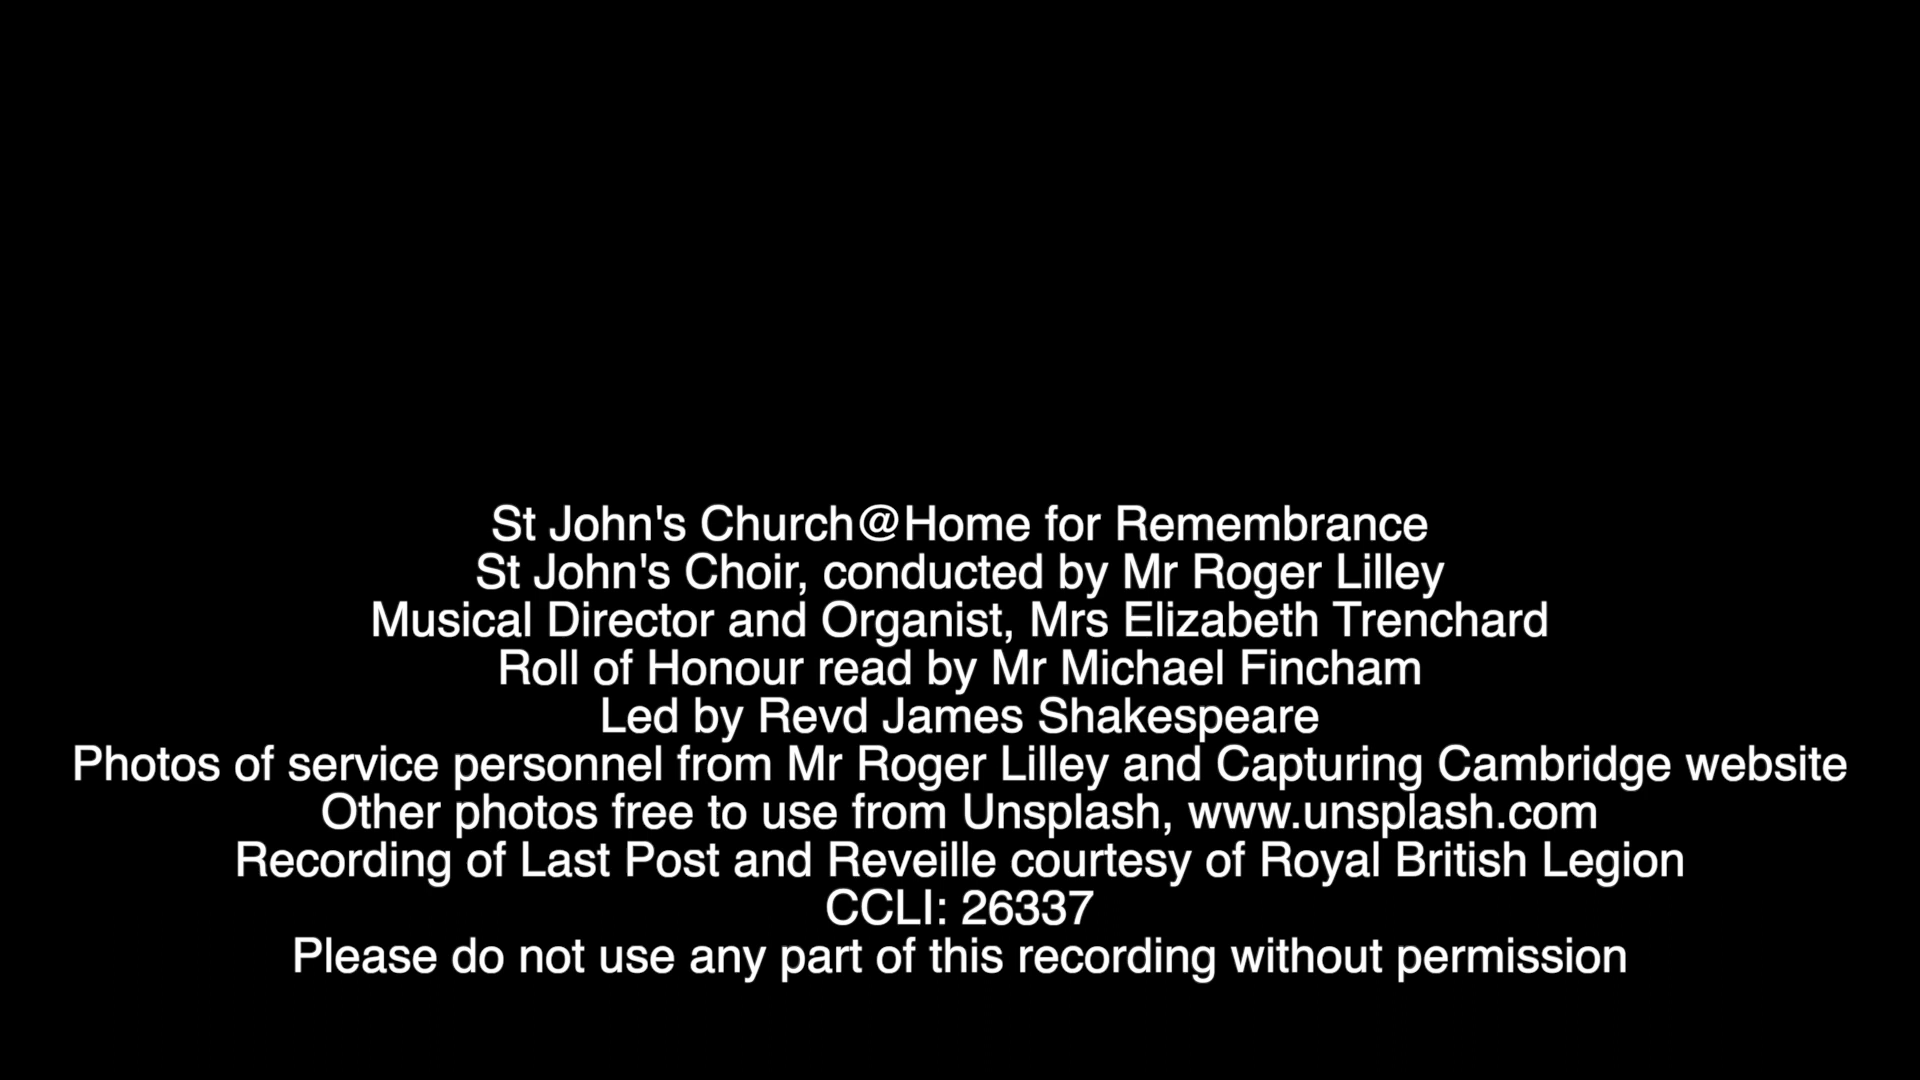 St John's Church@Home for Remembrance
St John's Choir, conducted by Mr Roger Lilley
Musical Director and Organist, Mrs Elizabeth Trenchard
Roll of Honour read by Mr Michael Fincham
Led by Revd James Shakespeare
Photos of service personnel from Mr Roger Lilley and Capturing Cambridge website
Other photos free to use from Unsplash, www.unsplash.com
Recording of Last Post and Reveille courtesy of Royal British Legion
CCLI: 26337
Please do not use any part of this recording without permission